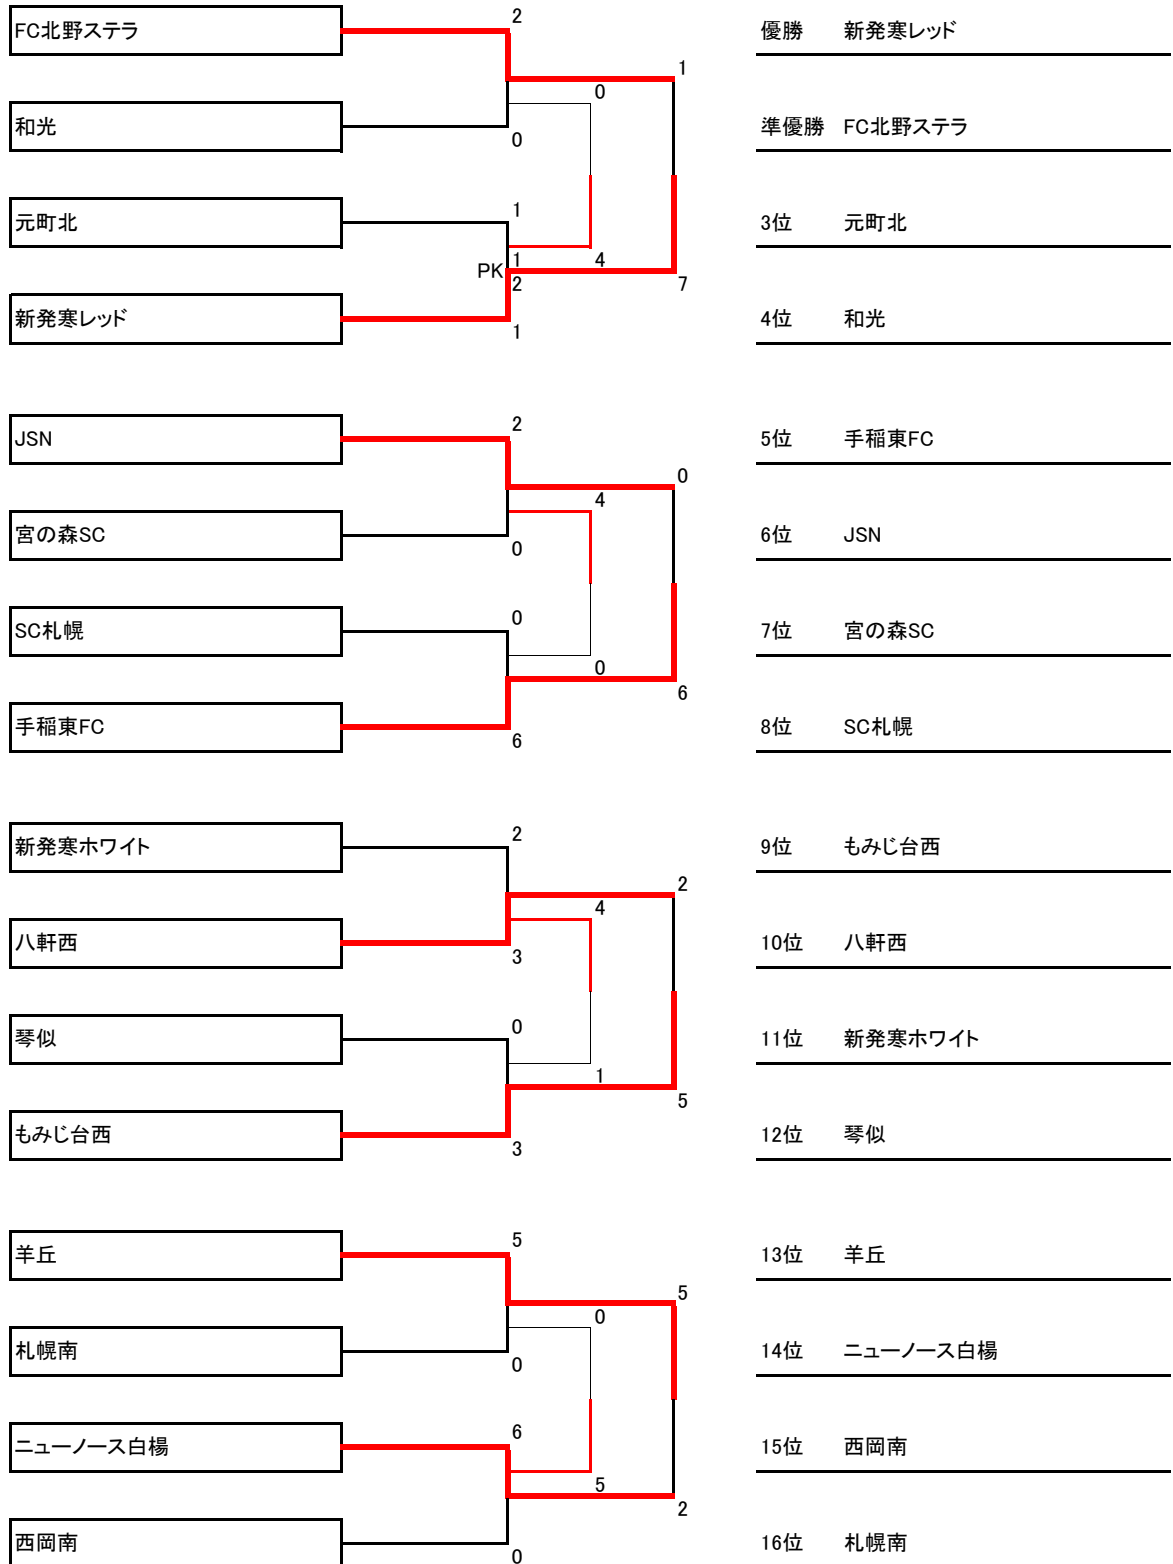 FC北野ステラ 2 優勝 新発寒レッド
1
0
和光 0 準優勝 FC北野ステラ
元町北 1 3位 元町北
PK 1 4
2 7
新発寒レッド 1 4位 和光
JSN 2 5位 手稲東FC
0
4
宮の森SC 0 6位 JSN
SC札幌 0 7位 宮の森SC
0
6
手稲東FC 6 8位 SC札幌
新発寒ホワイト 2 9位 もみじ台西
2
4
八軒西 3 10位 八軒西
琴似 0 11位 新発寒ホワイト
1
5
もみじ台西 3 12位 琴似
羊丘 5 13位 羊丘
5
0
札幌南 0 14位 ニューノース白楊
ニューノース白楊 6 15位 西岡南
5
2
西岡南 0 16位 札幌南